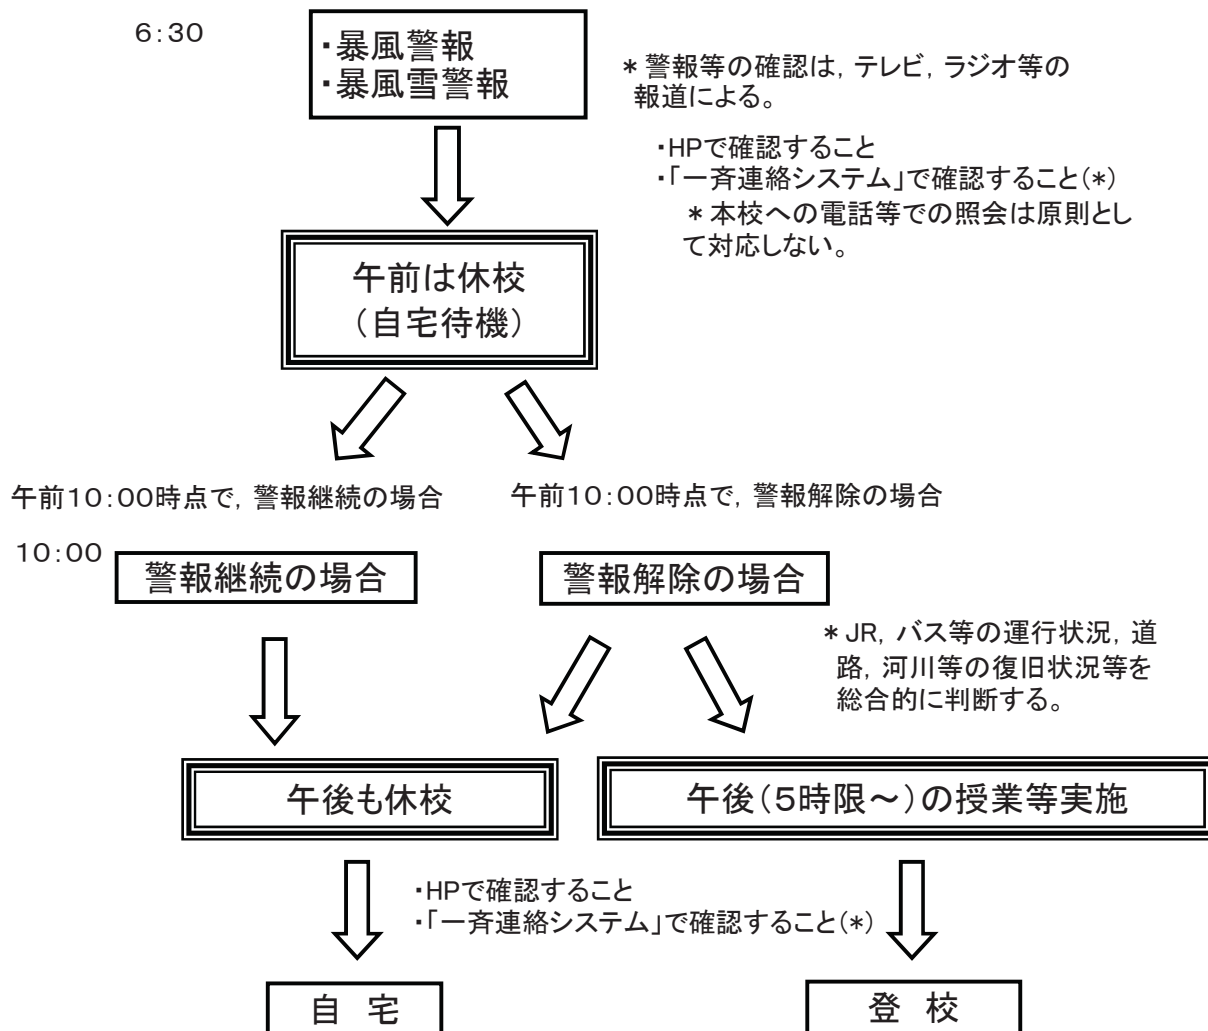 6:30
・暴風警報
・暴風雪警報
＊警報等の確認は，テレビ，ラジオ等の
報道による。
・HPで確認すること
・「一斉連絡システム」で確認すること(＊)
＊本校への電話等での照会は原則とし
て対応しない。
午前は休校
（自宅待機）
午前１０：００時点で，警報継続の場合
午前１０：００時点で，警報解除の場合
10:00
警報継続の場合
警報解除の場合
＊JR，バス等の運行状況，道
路，河川等の復旧状況等を
総合的に判断する。
午後も休校
午後（５時限～）の授業等実施
・HPで確認すること
・「一斉連絡システム」で確認すること(＊)
自　宅
登　校